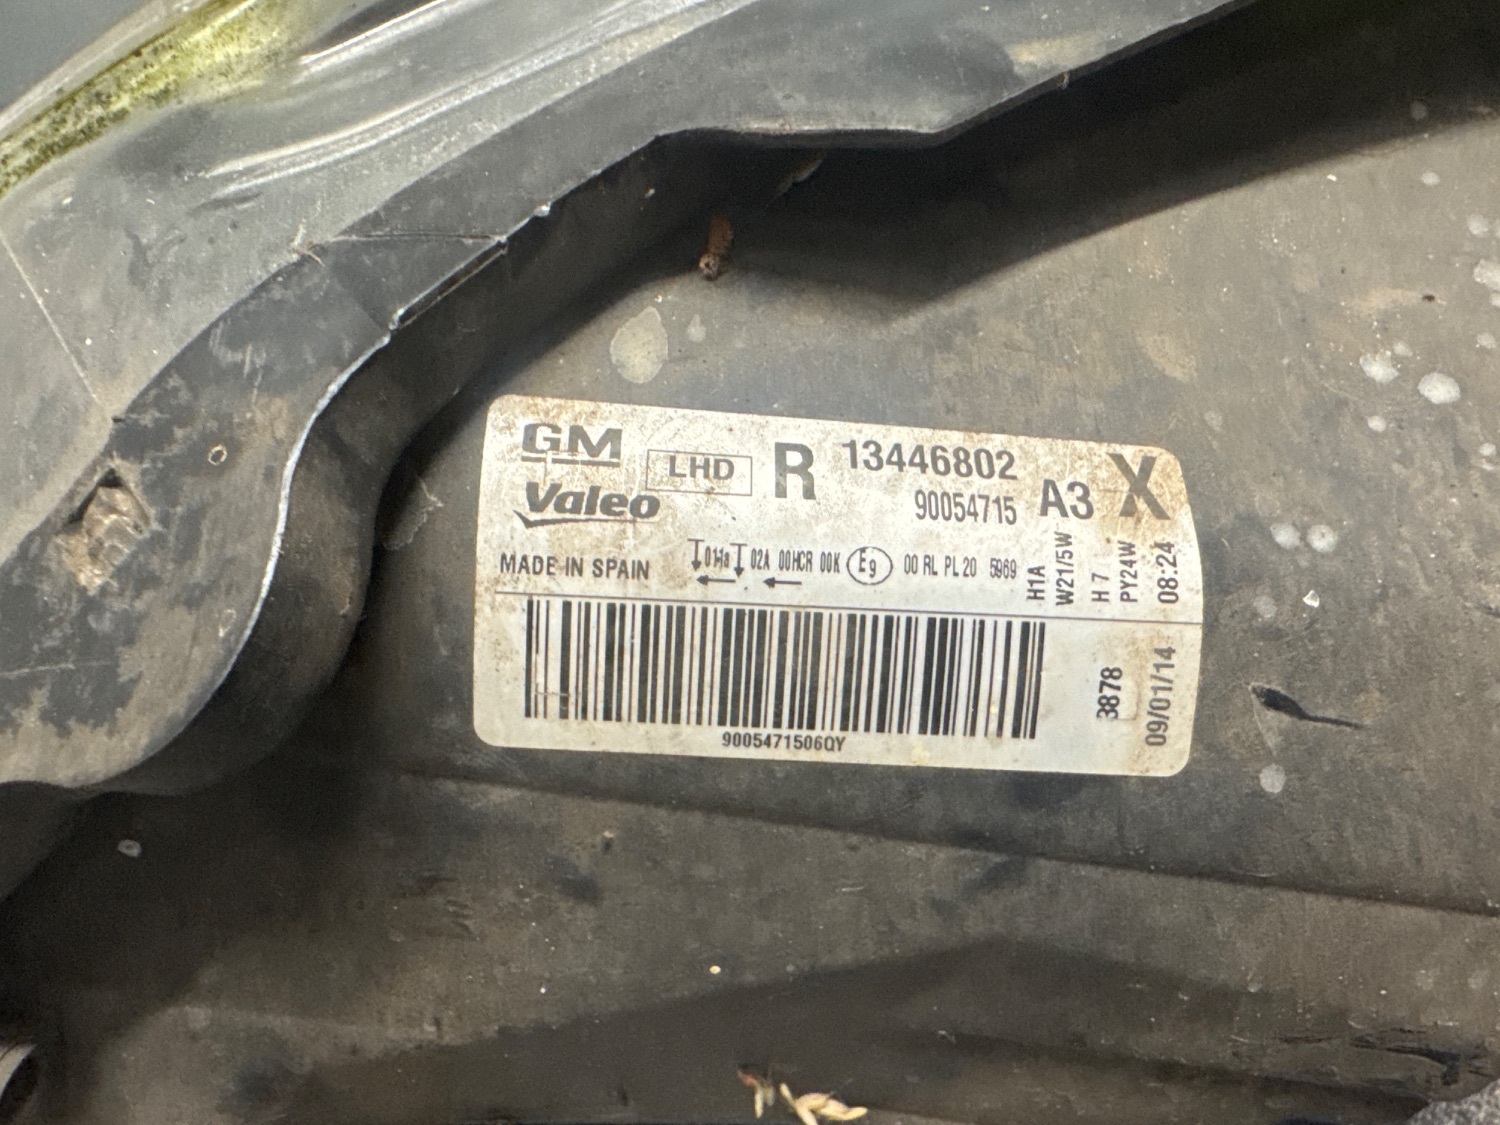 GM LHD R 13446802
Valeo 90054715 A3 X
MADE IN SPAIN 02A 00HCR 00K E9 00 RL PL 20 5969
H1A
W21/5W
H7
PY24W
08:24
3878
09/01/14
9005471506QY